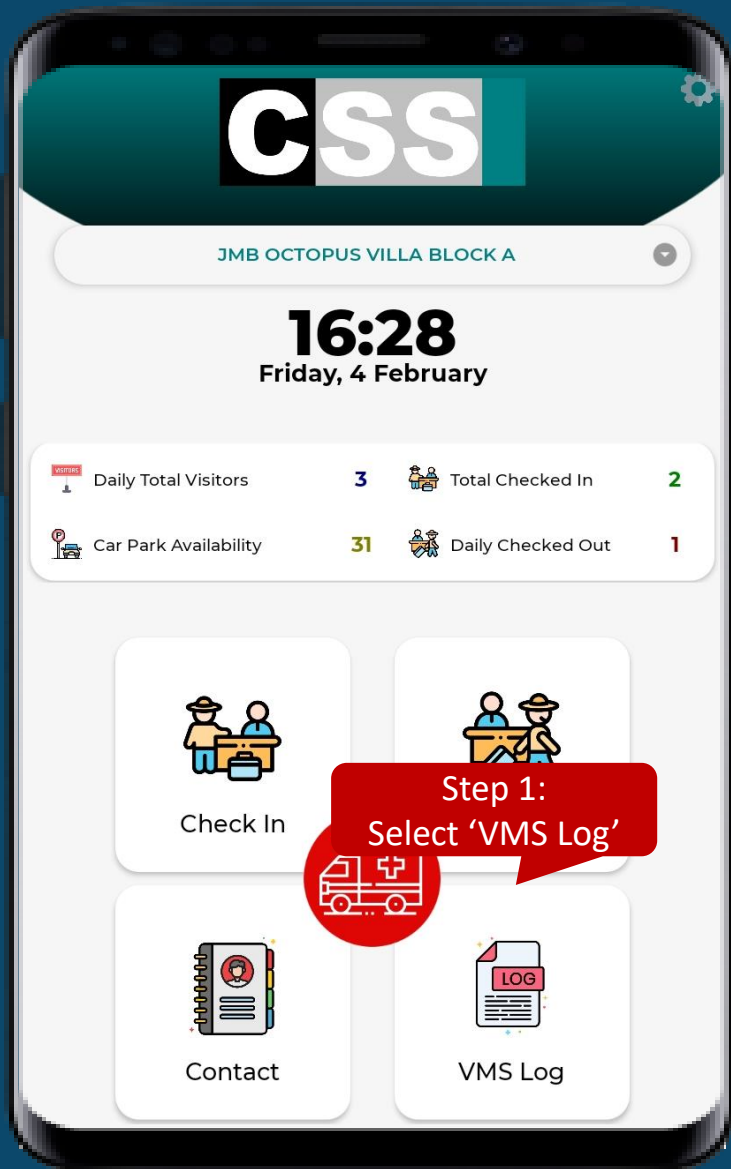 CSS
JMB OCTOPUS VILLA BLOCK A
16:28
Friday, 4 February
VISITORS
Daily Total Visitors 3
Total Checked In 2
P
Car Park Availability 31
Daily Checked Out 1
Check In
Step 1:
Select ‘VMS Log’
LOG
Contact
VMS Log